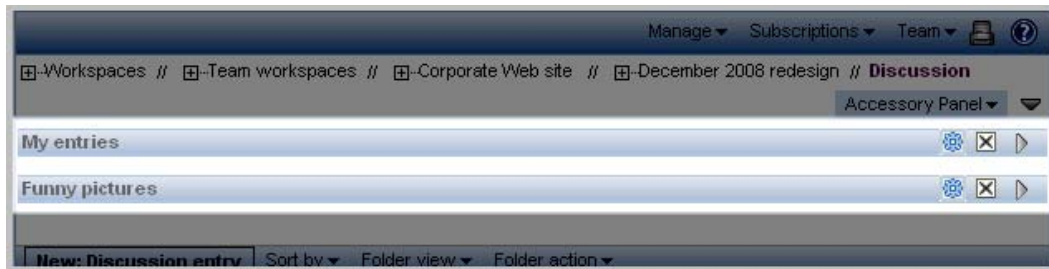 Manage Subscriptions Team
Workspaces // Team workspaces // Corporate Web site // December 2008 redesign // Discussion
Accessory Panel
My entries
Funny pictures
New: Discussion entry Sort by Folder view Folder action